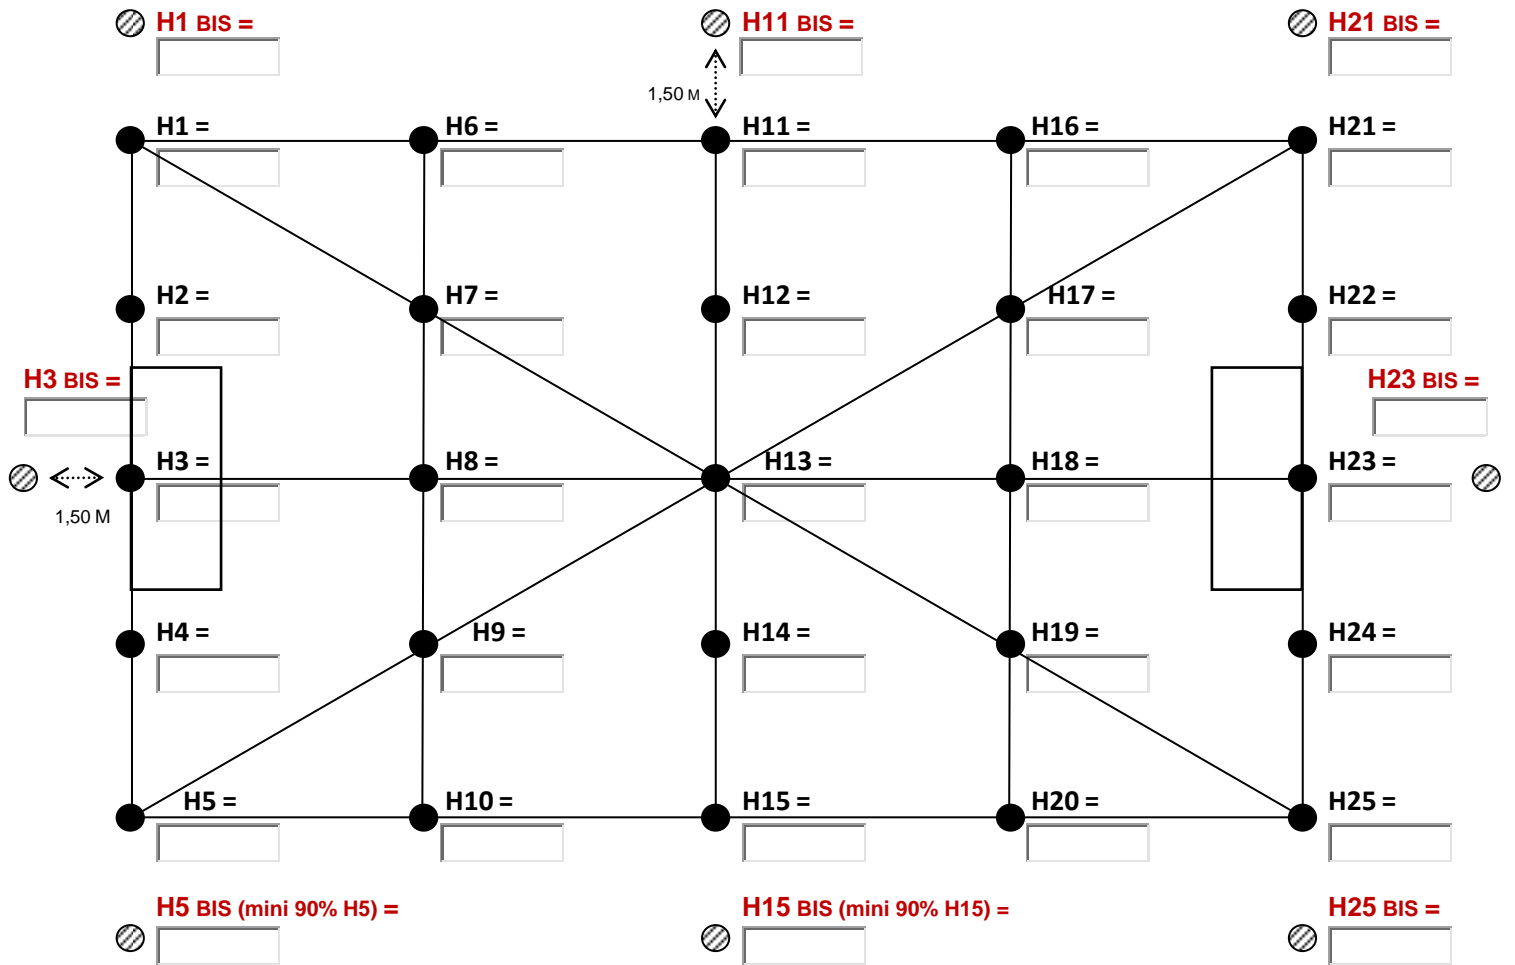 H1 BIS =
H11 BIS =
H21 BIS =
1,50 M
H1 =
H6 =
H11 =
H16 =
H21 =
H2 =
H7 =
H12 =
H17 =
H22 =
H3 BIS =
H23 BIS =
H3 =
H8 =
H13 =
H18 =
H23 =
1,50 M
H4 =
H9 =
H14 =
H19 =
H24 =
H5 =
H10 =
H15 =
H20 =
H25 =
H5 BIS (mini 90% H5) =
H15 BIS (mini 90% H15) =
H25 BIS =